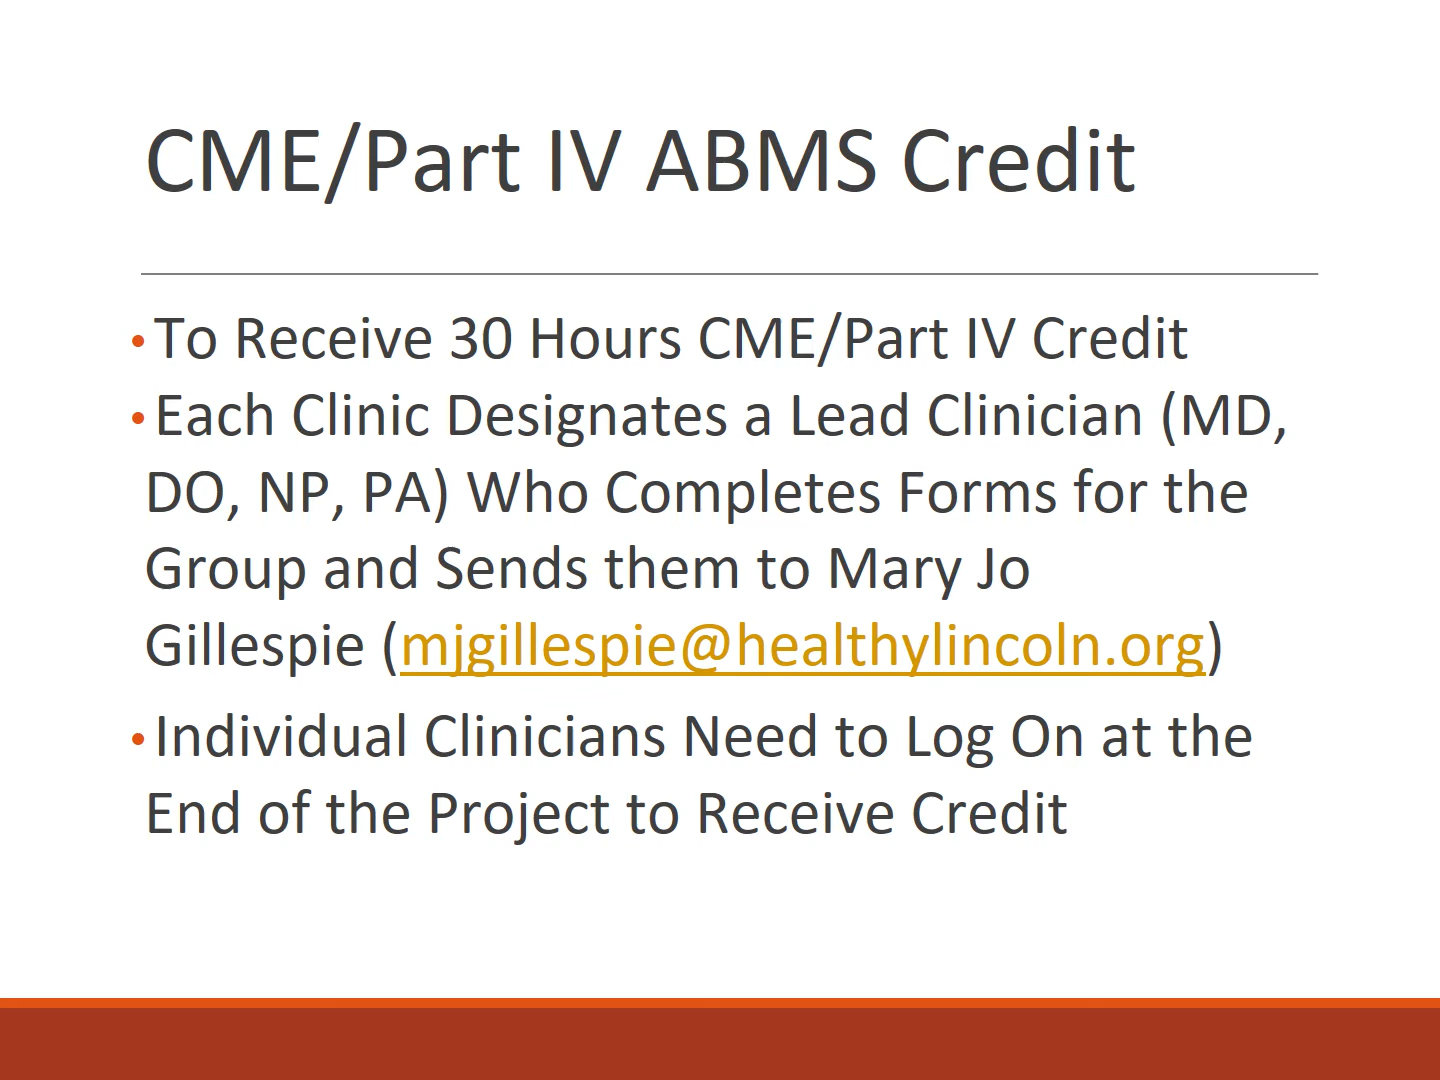 CME/Part IV ABMS Credit
•To Receive 30 Hours CME/Part IV Credit
•Each Clinic Designates a Lead Clinician (MD,
DO, NP, PA) Who Completes Forms for the
Group and Sends them to Mary Jo
Gillespie (mjgillespie@healthylincoln.org)
•Individual Clinicians Need to Log On at the
End of the Project to Receive Credit